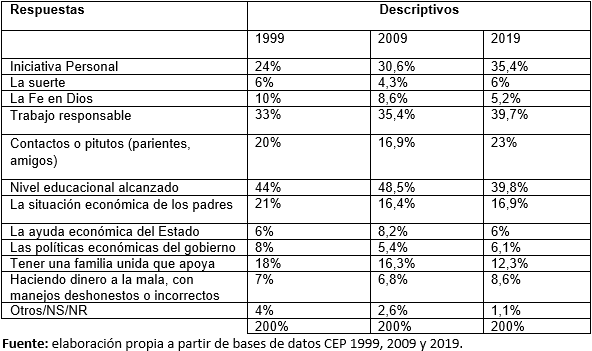 Respuestas Descriptivos
1999 2009 2019
Iniciativa Personal 24% 30,6% 35,4%
La suerte 6% 4,3% 6%
La Fe en Dios 10% 8,6% 5,2%
Trabajo responsable 33% 35,4% 39,7%
Contactos o pitutos (parientes, 20% 16,9% 23%
amigos)
Nivel educacional alcanzado 44% 48,5% 39,8%
La situación económica de los padres 21% 16,4% 16,9%
La ayuda económica del Estado 6% 8,2% 6%
Las políticas económicas del gobierno 8% 5,4% 6,1%
Tener una familia unida que apoya 18% 16,3% 12,3%
Haciendo dinero a la mala, con 7% 6,8% 8,6%
manejos deshonestos o incorrectos
Otros/NS/NR 4% 2,6% 1,1%
200% 200% 200%
Fuente: elaboración propia a partir de bases de datos CEP 1999, 2009 y 2019.